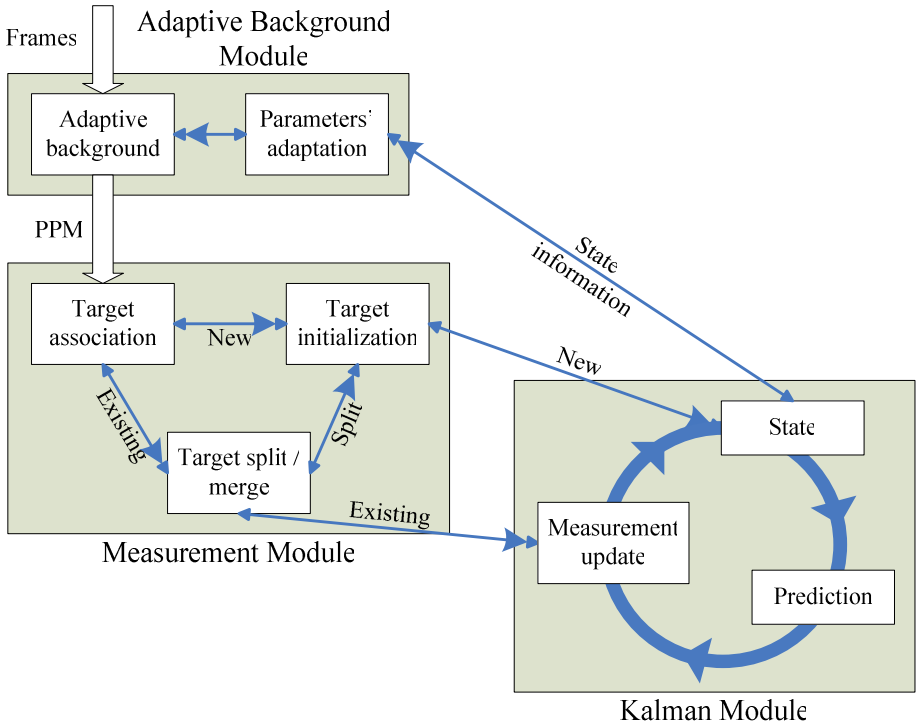 Frames
Adaptive Background
Module
Adaptive
background
Parameters'
adaptation
PPM
State
information
Target
association
New
Target
initialization
Existing
Split
Target split /
merge
Measurement Module
New
Existing
State
Measurement
update
Prediction
Kalman Module